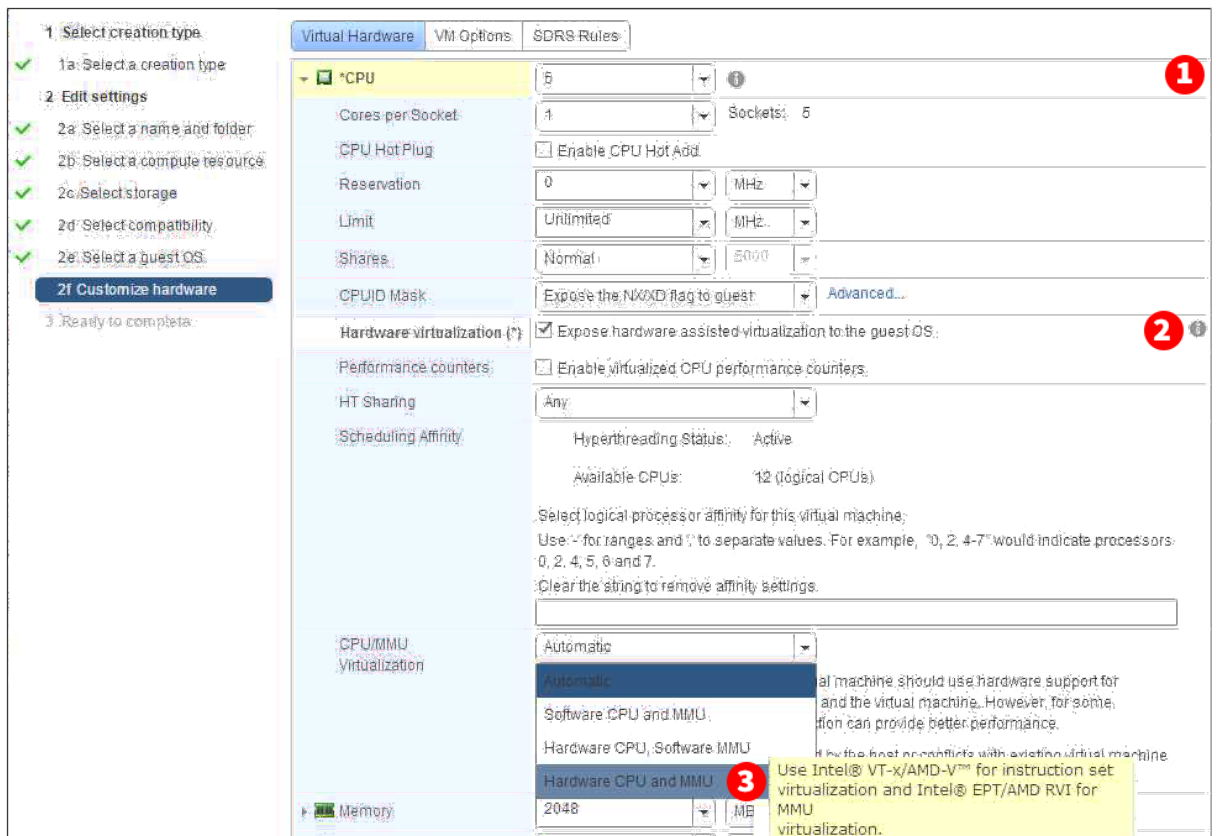 1 Select creation type
1a Select a creation type
2 Edit settings
2a Select a name and folder
2b Select a compute resource
2c Select storage
2d Select compatibility
2e Select a guest OS
2f Customize hardware
3 Ready to complete
Virtual Hardware VM Options SDRS Rules
*CPU 5 1
Cores per Socket 1 Sockets: 5
CPU Hot Plug Enable CPU Hot Add
Reservation 0 MHz
Limit Unlimited MHz
Shares Normal 5000
CPUID Mask Expose the NX/XD flag to guest Advanced...
Hardware virtualization (*) Expose hardware assisted virtualization to the guest OS 2
Performance counters Enable virtualized CPU performance counters
HT Sharing Any
Scheduling Affinity Hyperthreading Status: Active
Available CPUs: 12 (logical CPUs)
Select logical processor affinity for this virtual machine.
Use '-' for ranges and ',' to separate values. For example, "0, 2, 4-7" would indicate processors
0, 2, 4, 5, 6 and 7.
Clear the string to remove affinity settings.
CPU/MMU Automatic
Virtualization
Automatic al machine should use hardware support for
and the virtual machine. However, for some
Software CPU and MMU tion can provide better performance.
Hardware CPU, Software MMU d by the host or conflicts with existing virtual machine
Hardware CPU and MMU 3 Use Intel® VT-x/AMD-V™ for instruction set
virtualization and Intel® EPT/AMD RVI for
Memory 2048 MB MMU
virtualization.